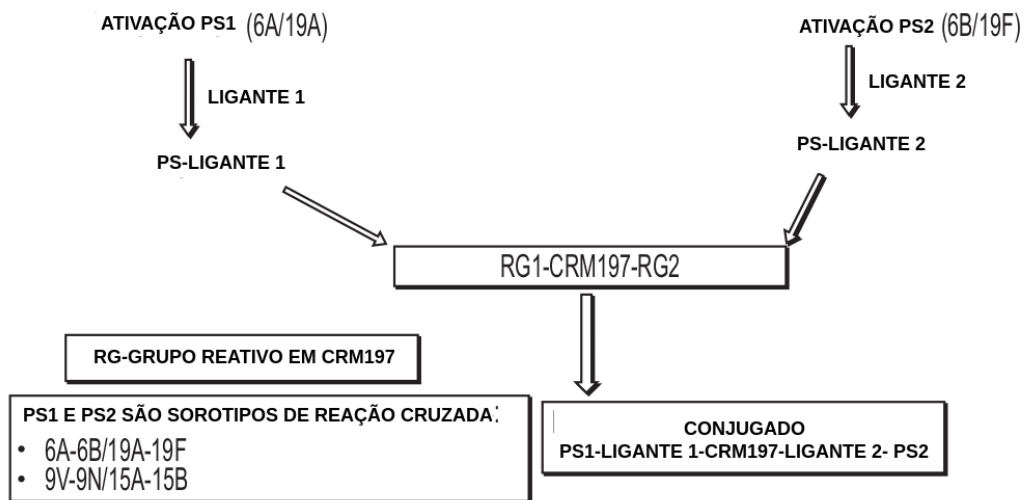 ATIVAÇÃO PS1 (6A/19A)
ATIVAÇÃO PS2 (6B/19F)
LIGANTE 1
LIGANTE 2
PS-LIGANTE 1
PS-LIGANTE 2
RG1-CRM197-RG2
RG-GRUPO REATIVO EM CRM197
PS1 E PS2 SÃO SOROTIPOS DE REAÇÃO CRUZADA:
• 6A-6B/19A-19F
• 9V-9N/15A-15B
CONJUGADO
PS1-LIGANTE 1-CRM197-LIGANTE 2- PS2